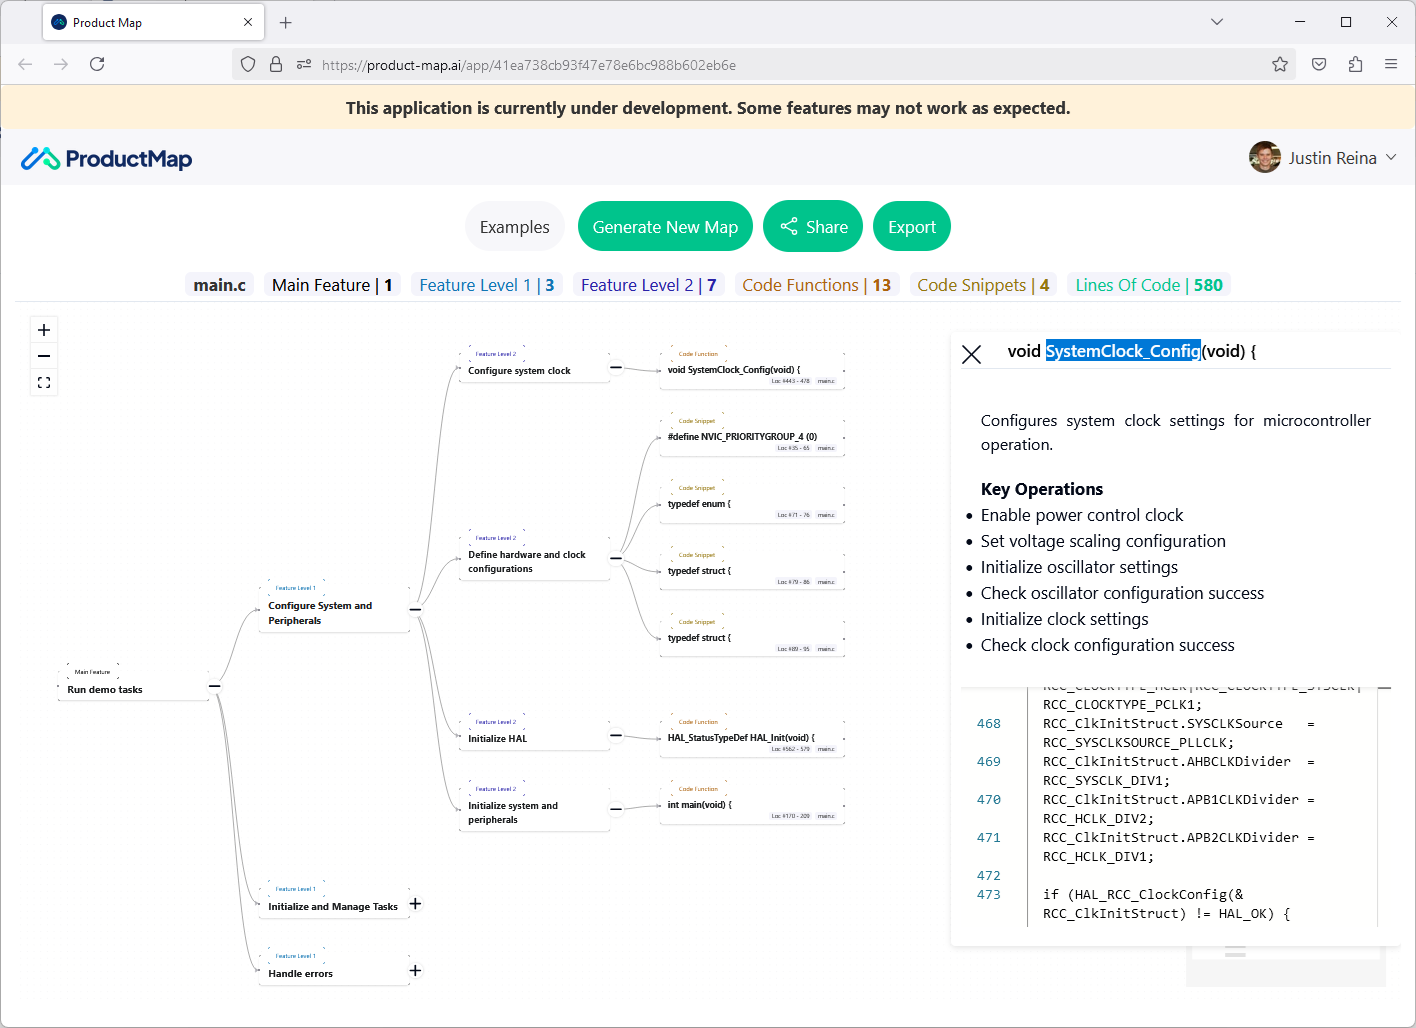 Product Map
https://product-map.ai/app/41ea738cb93f47e78e6bc988b602eb6e
This application is currently under development. Some features may not work as expected.
ProductMap
Justin Reina
Examples
Generate New Map
Share
Export
main.c
Main Feature | 1
Feature Level 1 | 3
Feature Level 2 | 7
Code Functions | 13
Code Snippets | 4
Lines Of Code | 580
Main Feature
Run demo tasks
Feature Level 1
Configure System and
Peripherals
Feature Level 1
Initialize and Manage Tasks
Feature Level 1
Handle errors
Feature Level 2
Configure system clock
Feature Level 2
Define hardware and clock
configurations
Feature Level 2
Initialize HAL
Feature Level 2
Initialize system and
peripherals
Code Function
void SystemClock_Config(void) {
Loc #443 - 478 main.c
Code Snippet
#define NVIC_PRIORITYGROUP_4 (0)
Loc #35 - 65 main.c
Code Snippet
typedef enum {
Loc #71 - 76 main.c
Code Snippet
typedef struct {
Loc #79 - 86 main.c
Code Snippet
typedef struct {
Loc #89 - 95 main.c
Code Function
HAL_StatusTypeDef HAL_Init(void) {
Loc #562 - 579 main.c
Code Function
int main(void) {
Loc #170 - 209 main.c
void SystemClock_Config(void) {
Configures system clock settings for microcontroller
operation.
Key Operations
• Enable power control clock
• Set voltage scaling configuration
• Initialize oscillator settings
• Check oscillator configuration success
• Initialize clock settings
• Check clock configuration success
RCC_CLOCKTYPE_HCLK|RCC_CLOCKTYPE_SYSCLK|
RCC_CLOCKTYPE_PCLK1;
468 RCC_ClkInitStruct.SYSCLKSource =
RCC_SYSCLKSOURCE_PLLCLK;
469 RCC_ClkInitStruct.AHBCLKDivider =
RCC_SYSCLK_DIV1;
470 RCC_ClkInitStruct.APB1CLKDivider =
RCC_HCLK_DIV2;
471 RCC_ClkInitStruct.APB2CLKDivider =
RCC_HCLK_DIV1;
472
473 if (HAL_RCC_ClockConfig(&
RCC_ClkInitStruct) != HAL_OK) {